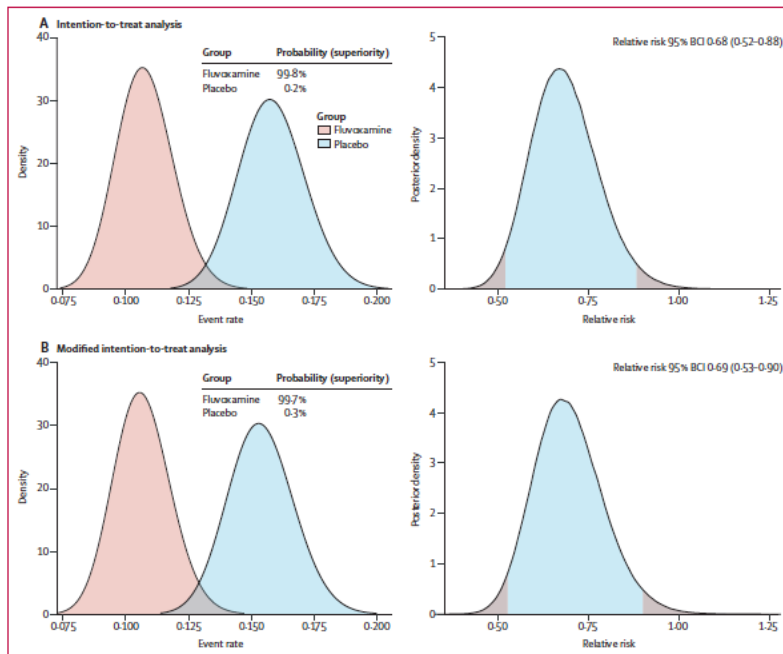 A Intention-to-treat analysis
40
30
20
10
0
Density
Group Probability (superiority)
Fluvoxamine 99·8%
Placebo 0·2%
Group
Fluvoxamine
Placebo
0·075 0·100 0·125 0·150 0·175 0·200
Event rate
Relative risk 95% BCI 0·68 (0·52–0·88)
5
4
3
2
1
0
Posterior density
0·50 0·75 1·00 1·25
Relative risk
B Modified intention-to-treat analysis
40
30
20
10
0
Density
Group Probability (superiority)
Fluvoxamine 99·7%
Placebo 0·3%
0·075 0·100 0·125 0·150 0·175 0·200
Event rate
Relative risk 95% BCI 0·69 (0·53–0·90)
5
4
3
2
1
0
Posterior density
0·50 0·75 1·00 1·25
Relative risk